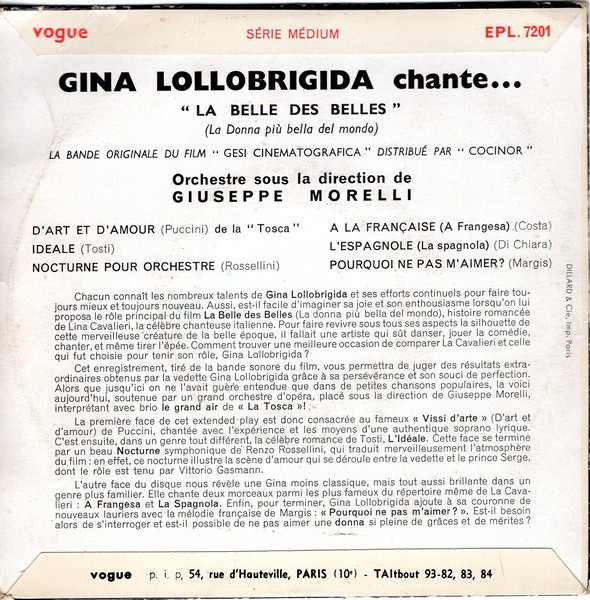 vogue SÉRIE MÉDIUM EPL. 7201
GINA LOLLOBRIGIDA chante...
" LA BELLE DES BELLES "
(La Donna più bella del mondo)
LA BANDE ORIGINALE DU FILM " GESI CINEMATOGRAFICA " DISTRIBUÉ PAR " COCINOR "
Orchestre sous la direction de
GIUSEPPE MORELLI
D'ART ET D'AMOUR (Puccini) de la " Tosca "
IDEALE (Tosti)
NOCTURNE POUR ORCHESTRE (Rossellini)
A LA FRANÇAISE (A Frangesa) (Costa)
L'ESPAGNOLE (La spagnola) (Di Chiara)
POURQUOI NE PAS M'AIMER? (Margis)
Chacun connaît les nombreux talents de Gina Lollobrigida et ses efforts continuels pour faire tou-
jours mieux et toujours nouveau. Aussi, est-il facile d'imaginer sa joie et son enthousiasme lorsqu'on lui
proposa le rôle principal du film La Belle des Belles (La donna più bella del mondo), histoire romancée
de Lina Cavalieri, la célèbre chanteuse italienne. Pour faire revivre sous tous ses aspects la silhouette de
cette merveilleuse créature de la belle époque, il fallait une artiste qui sût danser, jouer la comédie,
chanter, et même tirer l'épée. Comment trouver une meilleure occasion de comparer La Cavalieri et celle
qui fut choisie pour tenir son rôle, Gina Lollobrigida ?
Cet enregistrement, tiré de la bande sonore du film, vous permettra de juger des résultats extra-
ordinaires obtenus par la vedette Gina Lollobrigida grâce à sa persévérance et son souci de perfection.
Alors que jusqu'ici on ne l'avait guère entendue que dans de petites chansons populaires, la voici
aujourd'hui, soutenue par un grand orchestre d'opéra, placé sous la direction de Giuseppe Morelli,
interprétant avec brio le grand air de « La Tosca »!
La première face de cet extended play est donc consacrée au fameux « Vissi d'arte » (D'art et
d'amour) de Puccini, chantée avec l'expérience et les moyens d'une authentique soprano lyrique.
C'est ensuite, dans un genre tout différent, la célèbre romance de Tosti, L'Idéale. Cette face se termine
par un beau Nocturne symphonique de Renzo Rossellini, qui traduit merveilleusement l'atmosphère
du film : en effet, ce nocturne illustre la scène d'amour qui se déroule entre la vedette et le prince Serge,
dont le rôle est tenu par Vittorio Gasmann.
L'autre face du disque nous révèle une Gina moins classique, mais tout aussi brillante dans un
genre plus familier. Elle chante deux morceaux parmi les plus fameux du répertoire même de La Cava-
lieri : A Frangesa et La Spagnola. Enfin, pour terminer, Gina Lollobrigida ajoute à sa couronne de
nouveaux lauriers avec la mélodie française de Margis : « Pourquoi ne pas m'aimer? ». Est-il besoin
alors de s'interroger et est-il possible de ne pas aimer une donna si pleine de grâces et de mérites ?
DILLARD & Cie, Imp. Paris
vogue p. i. p, 54, rue d'Hauteville, PARIS (10e) - TAItbout 93-82, 83, 84